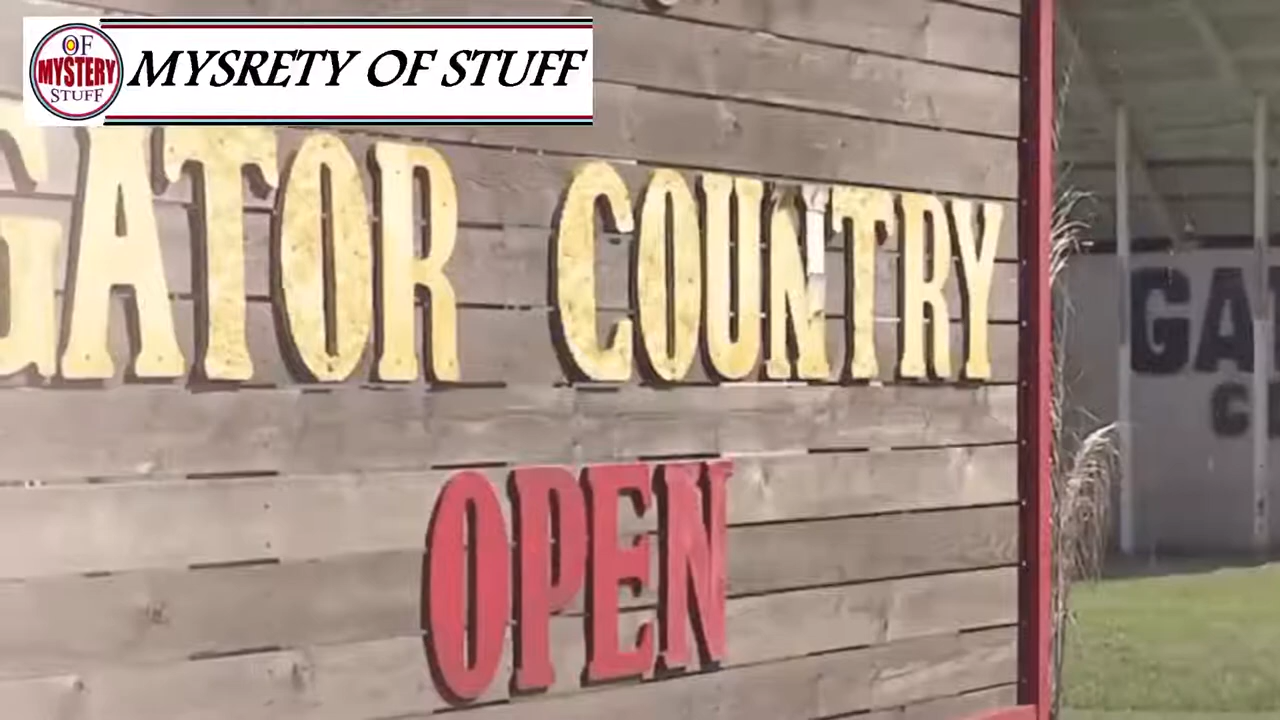 OF
MYSTERY
STUFF
MYSRETY OF STUFF
GATOR COUNTRY
OPEN
GA